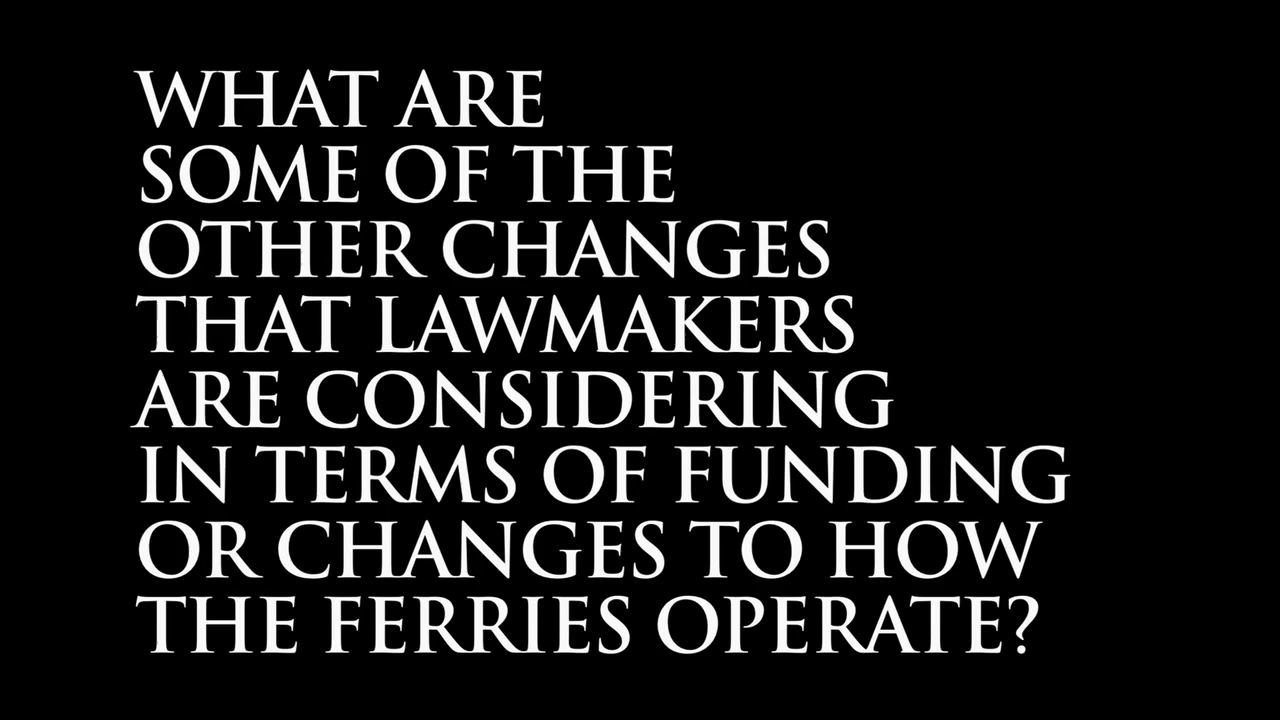 WHAT ARE
SOME OF THE
OTHER CHANGES
THAT LAWMAKERS
ARE CONSIDERING
IN TERMS OF FUNDING
OR CHANGES TO HOW
THE FERRIES OPERATE?